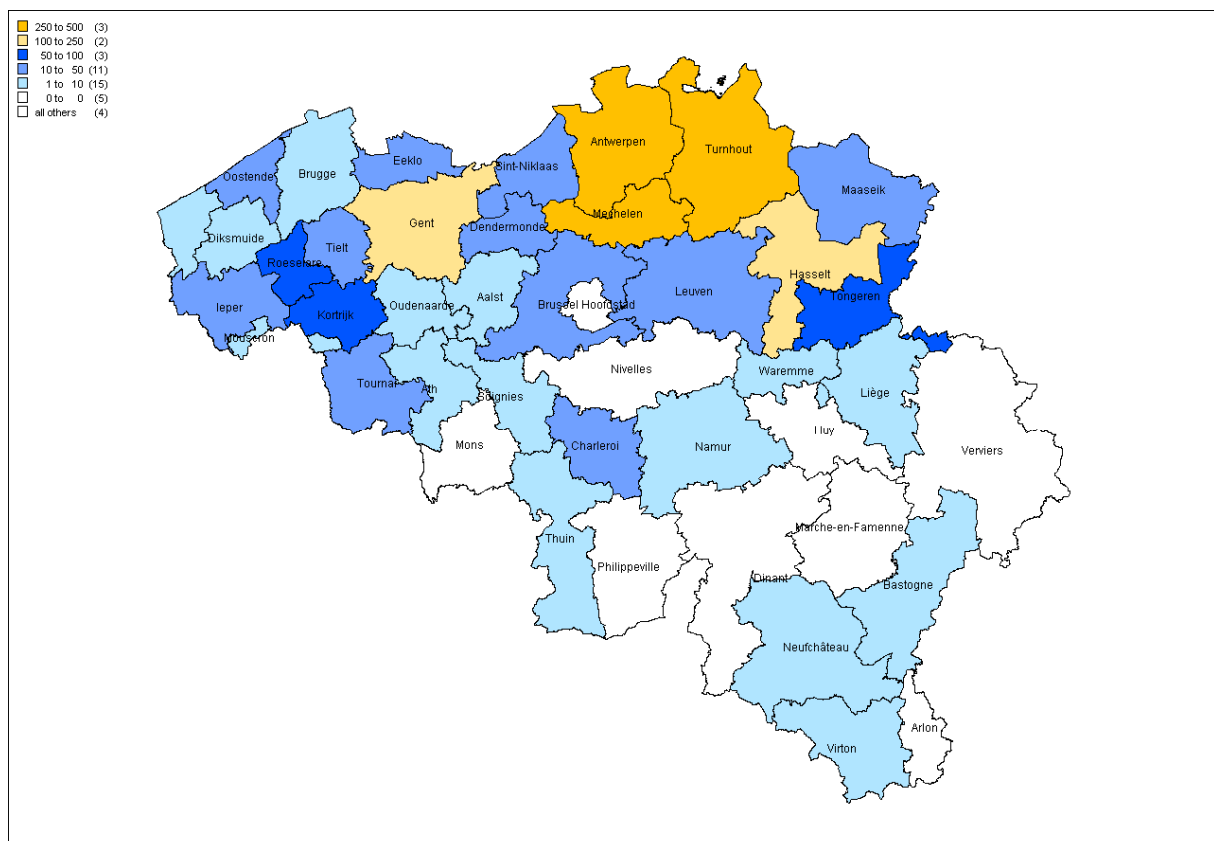 250 to 500 (3)
100 to 250 (2)
50 to 100 (3)
10 to 50 (11)
1 to 10 (15)
0 to 0 (5)
all others (4)
Antwerpen
Turnhout
Eeklo
Sint-Niklaas
Oostende
Brugge
Maaseik
Mechelen
Gent
Dendermonde
Diksmuide
Tielt
Roeselare
Hasselt
Leuven
Aalst
Tongeren
Oudenaarde
Brussel Hoofdstad
Ieper
Kortrijk
Mouscron
Nivelles
Waremme
Tournai
Ath
Liège
Soignies
Huy
Mons
Charleroi
Namur
Verviers
Marche-en-Famenne
Thuin
Philippeville
Dinant
Bastogne
Neufchâteau
Arlon
Virton